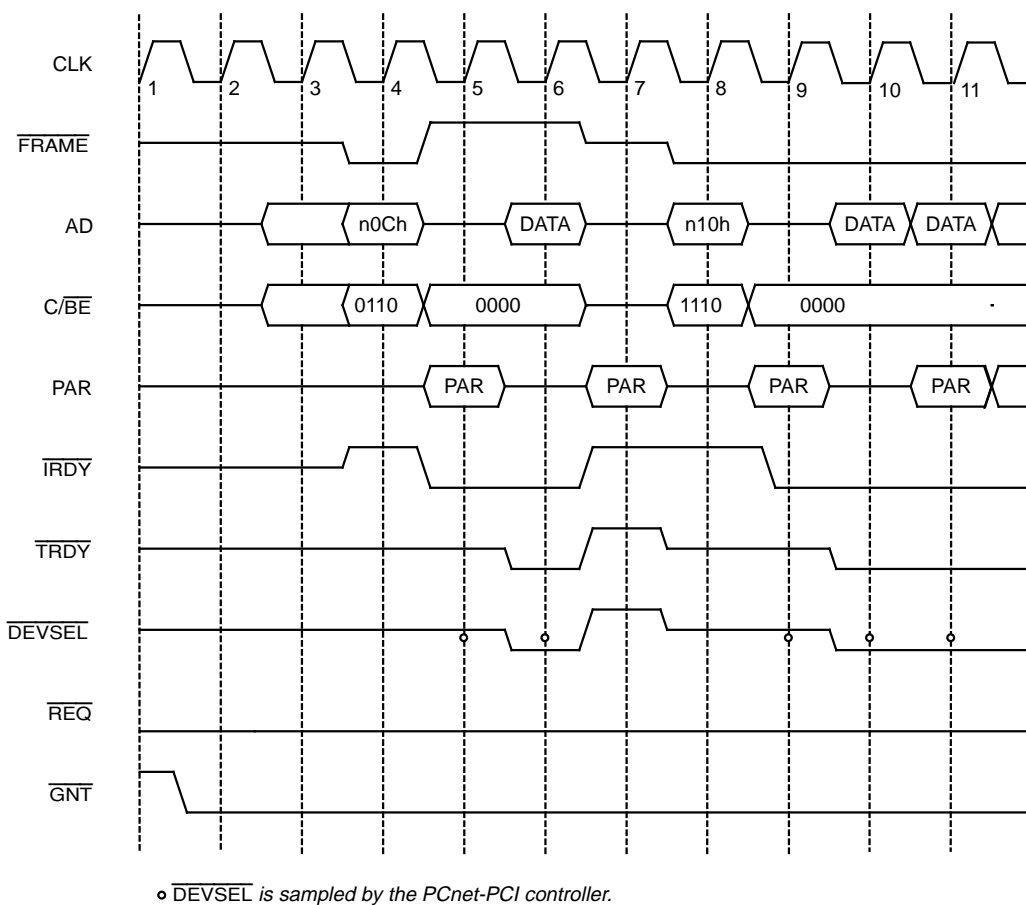 CLK
1 2 3 4 5 6 7 8 9 10 11
FRAME
AD n0Ch DATA n10h DATA DATA
C/BE 0110 0000 1110 0000
PAR PAR PAR PAR PAR
IRDY
TRDY
DEVSEL
REQ
GNT
DEVSEL is sampled by the PCnet-PCI controller.